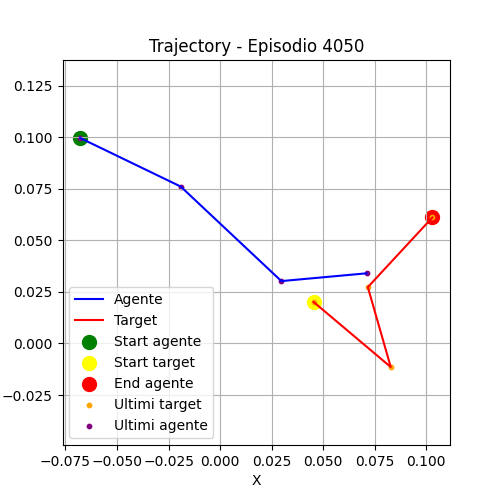 Trajectory - Episodio 4050
0.125
0.100
0.075
0.050
0.025
0.000
−0.025
Agente
Target
Start agente
Start target
End agente
Ultimi target
Ultimi agente
−0.075 −0.050 −0.025 0.000 0.025 0.050 0.075 0.100
X